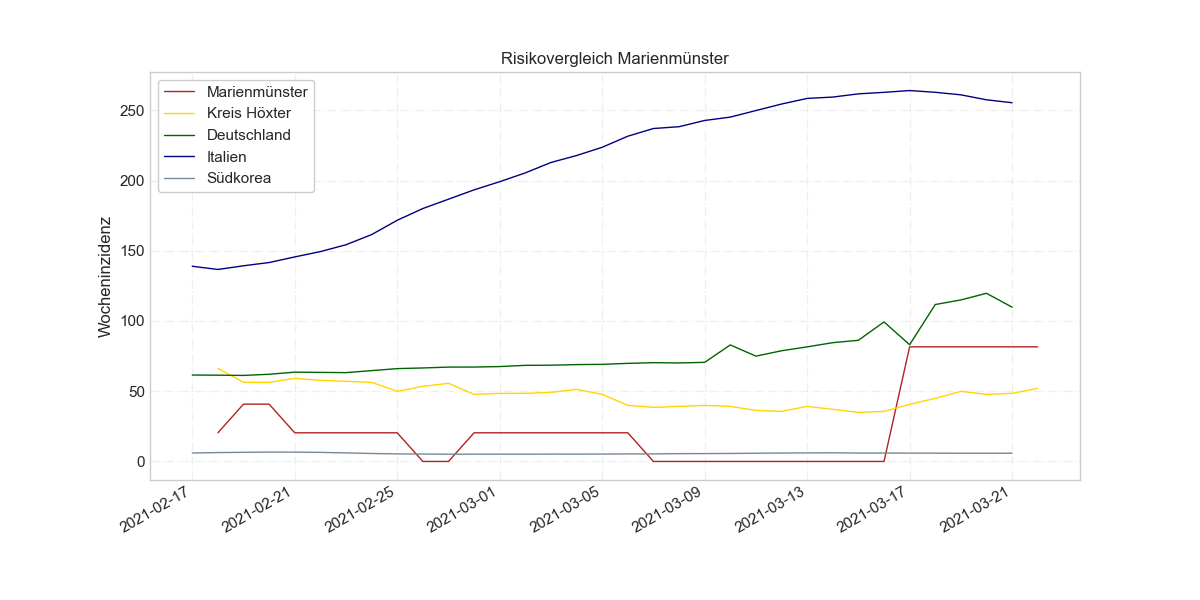 Risikovergleich Marienmünster
Marienmünster
Kreis Höxter
Deutschland
Italien
Südkorea
Wocheninzidenz
250
200
150
100
50
0
2021-02-17
2021-02-21
2021-02-25
2021-03-01
2021-03-05
2021-03-09
2021-03-13
2021-03-17
2021-03-21